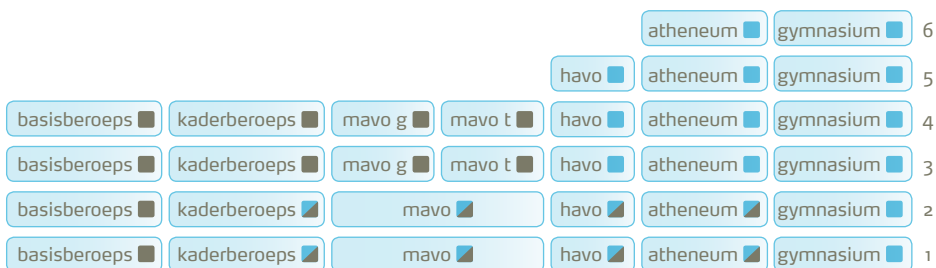 atheneum gymnasium 6
havo atheneum gymnasium 5
basisberoeps kaderberoeps mavo g mavo t havo atheneum gymnasium 4
basisberoeps kaderberoeps mavo g mavo t havo atheneum gymnasium 3
basisberoeps kaderberoeps mavo havo atheneum gymnasium 2
basisberoeps kaderberoeps mavo havo atheneum gymnasium 1